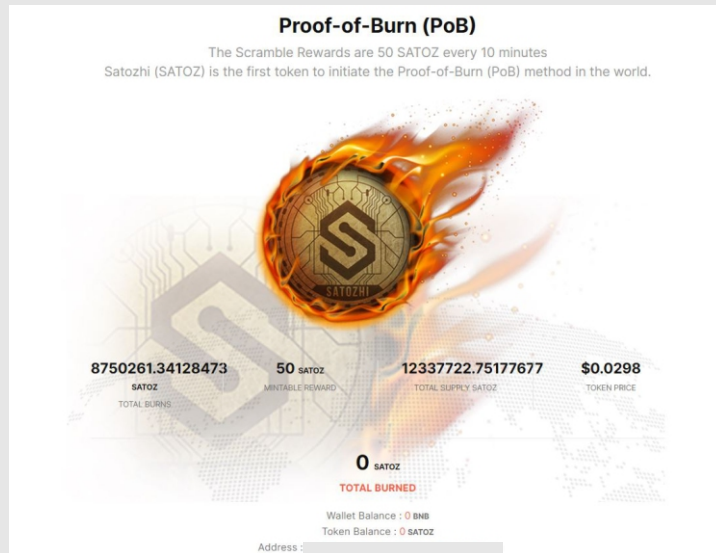 Proof-of-Burn (PoB)
The Scramble Rewards are 50 SATOZ every 10 minutes
Satozhi (SATOZ) is the first token to initiate the Proof-of-Burn (PoB) method in the world.
SATOZHI
8750261.34128473
SATOZ
TOTAL BURNS
50 SATOZ
MINTABLE REWARD
12337722.75177677
TOTAL SUPPLY SATOZ
$0.0298
TOKEN PRICE
0 SATOZ
TOTAL BURNED
Wallet Balance : 0 BNB
Token Balance : 0 SATOZ
Address :